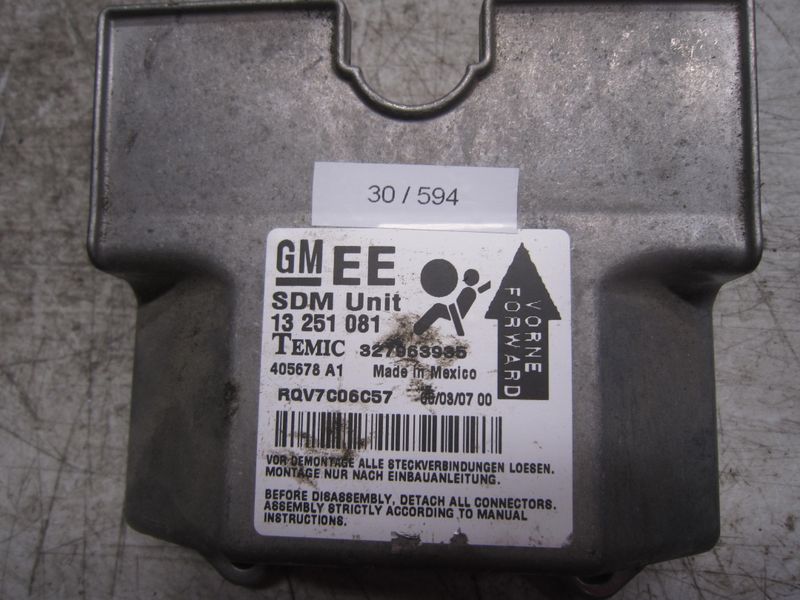 30 / 594
GM EE
SDM Unit
13 251 081
TEMIC 327963935
405678 A1 Made in Mexico
RQV7C06C57 00
VORNE
FORWARD
VOR DEMONTAGE ALLE STECKVERBINDUNGEN LOESEN.
MONTAGE NUR NACH EINBAUANLEITUNG.
BEFORE DISASSEMBLY, DETACH ALL CONNECTORS.
ASSEMBLY STRICTLY ACCORDING TO MANUAL
INSTRUCTIONS.